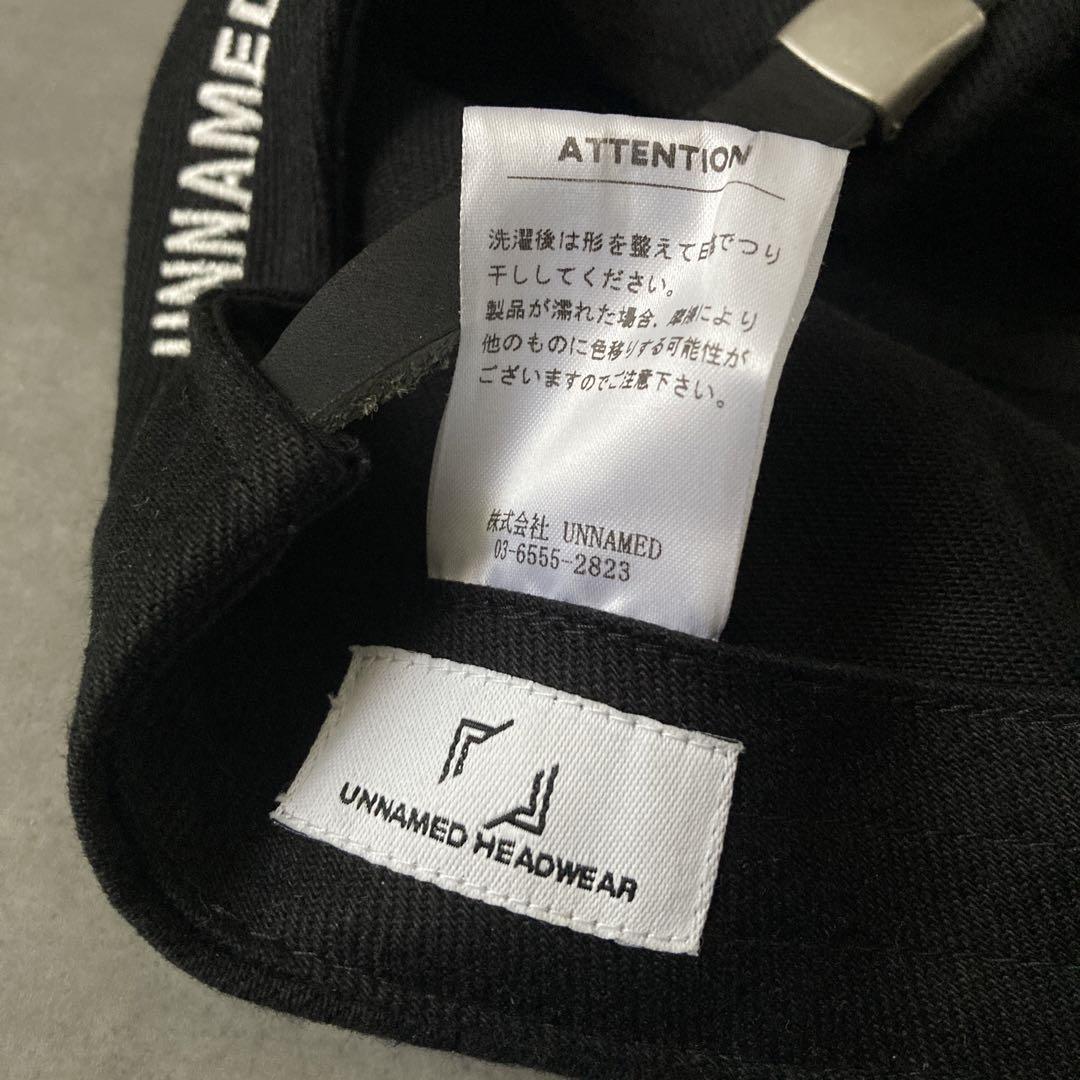 UNNAMED
ATTENTION
洗濯後は形を整えて日陰でつり
干ししてください。
製品が濡れた場合、摩擦により
他のものに色移りする可能性が
ございますのでご注意下さい。
株式会社 UNNAMED
03-6555-2823
UNNAMED HEADWEAR